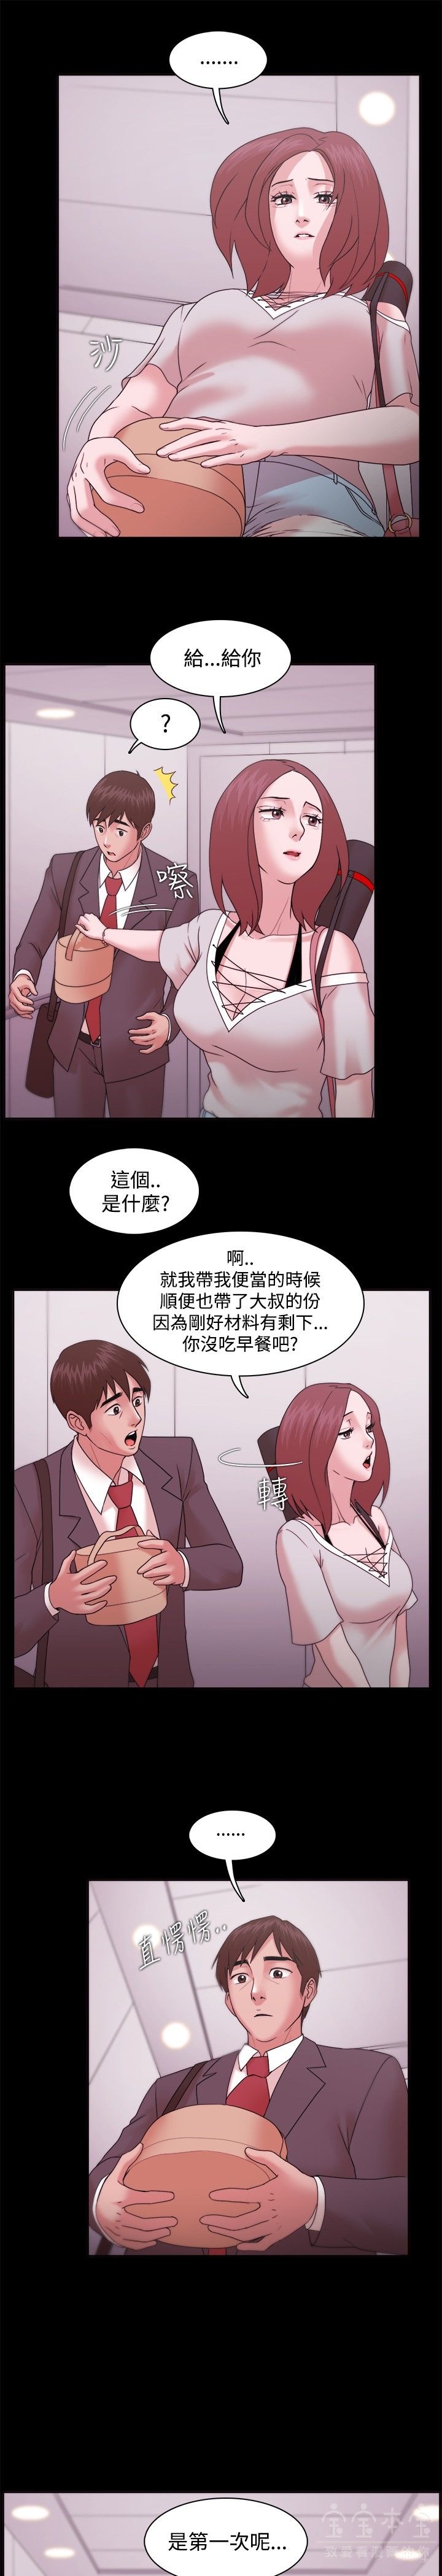 .......
沙
給...給你
?
嚓
這個..
是什麼?
啊..
就我帶我便當的時候
順便也帶了大叔的份
因為剛好材料有剩下...
你沒吃早餐吧?
轉
......
直愣愣..
是第一次呢...